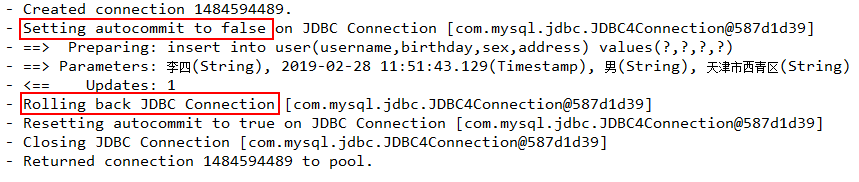 - Created connection 1484594489.
- Setting autocommit to false on JDBC Connection [com.mysql.jdbc.JDBC4Connection@587d1d39]
- ==>  Preparing: insert into user(username,birthday,sex,address) values(?,?,?,?)
- ==> Parameters: 李四(String), 2019-02-28 11:51:43.129(Timestamp), 男(String), 天津市西青区(String)
- <==    Updates: 1
- Rolling back JDBC Connection [com.mysql.jdbc.JDBC4Connection@587d1d39]
- Resetting autocommit to true on JDBC Connection [com.mysql.jdbc.JDBC4Connection@587d1d39]
- Closing JDBC Connection [com.mysql.jdbc.JDBC4Connection@587d1d39]
- Returned connection 1484594489 to pool.